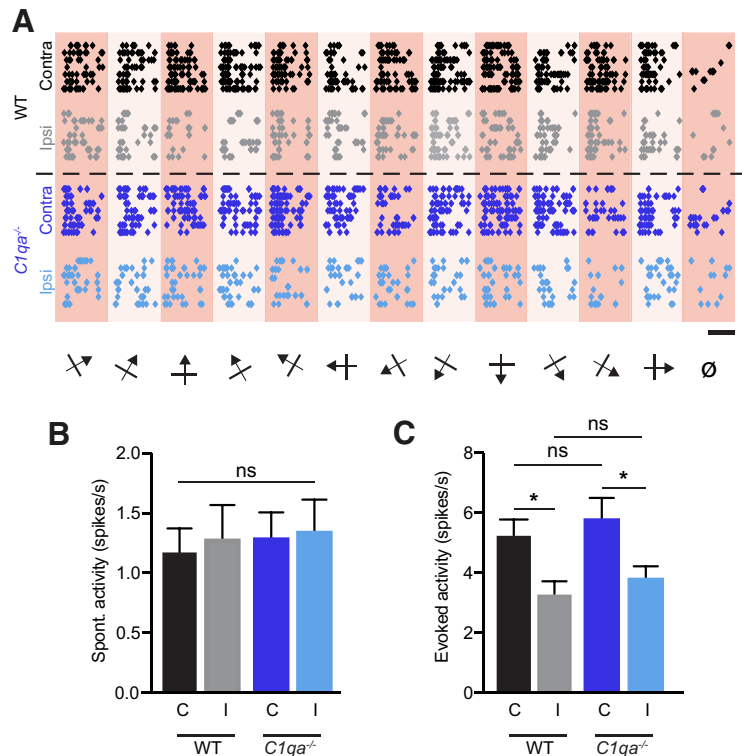 A
WT
Contra
Ipsi
C1qa-/-
Contra
Ipsi
Ø
B
Spont. activity (spikes/s)
2.0
1.5
1.0
0.5
0.0
ns
C I C I
WT C1qa-/-
C
Evoked activity (spikes/s)
8
6
4
2
0
ns
ns
* *
C I C I
WT C1qa-/-